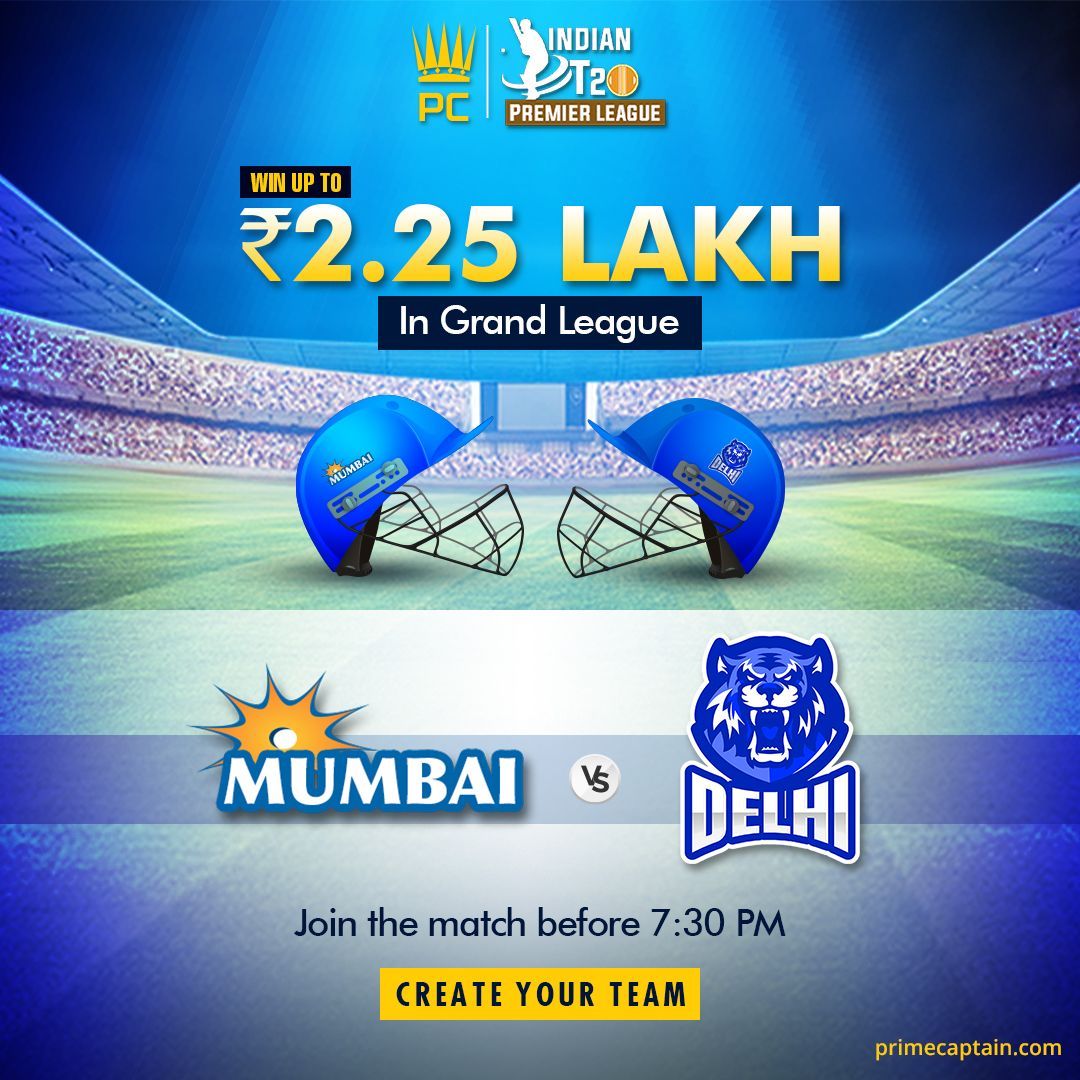 PC
INDIAN
T20
PREMIER LEAGUE
WIN UP TO
₹2.25 LAKH
In Grand League
MUMBAI
DELHI
MUMBAI
VS
DELHI
Join the match before 7:30 PM
CREATE YOUR TEAM
primecaptain.com